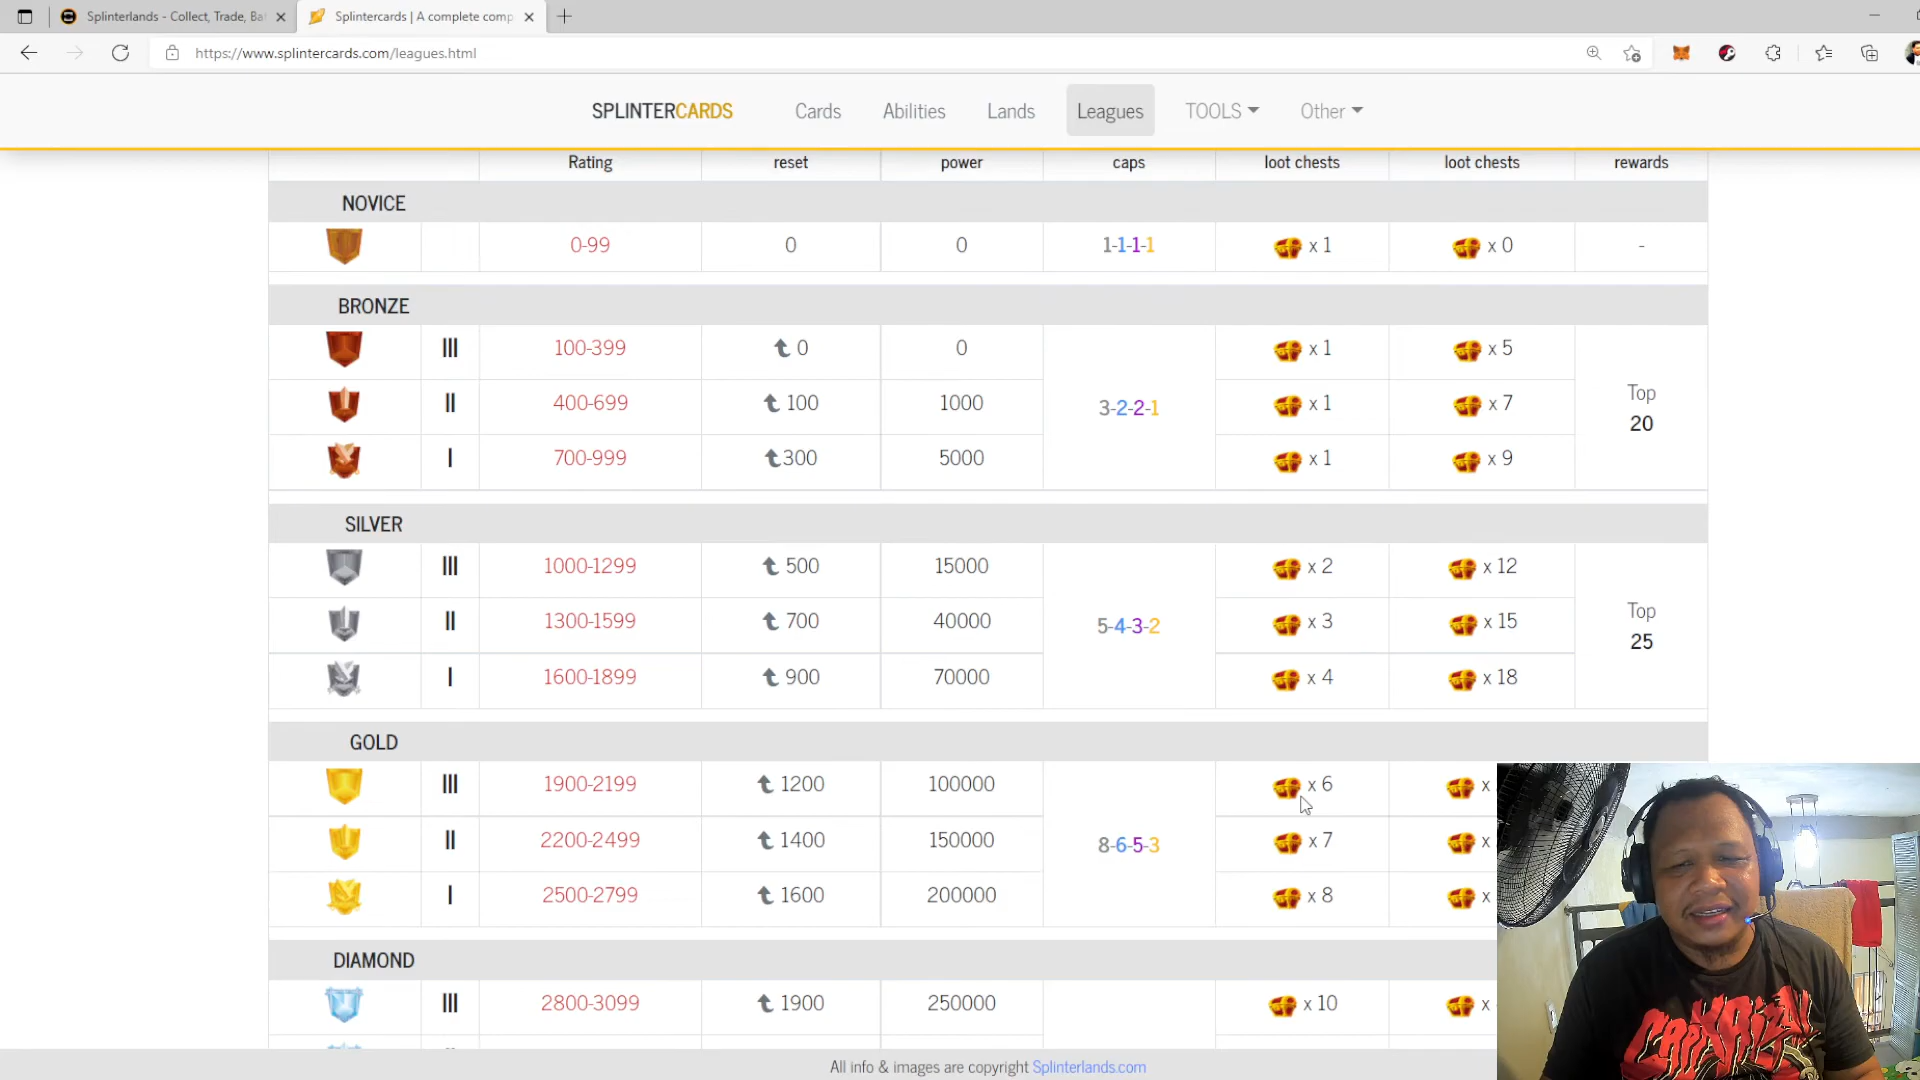 Splinterlands - Collect, Trade, Ba
Splintercards | A complete comp
https://www.splintercards.com/leagues.html
SPLINTERCARDS Cards Abilities Lands Leagues TOOLS Other
Rating reset power caps loot chests loot chests rewards
NOVICE
0-99 0 0 1-1-1-1 x 1 x 0 -
BRONZE
III 100-399 0 0 x 1 x 5
II 400-699 100 1000 3-2-2-1 x 1 x 7 Top 20
I 700-999 300 5000 x 1 x 9
SILVER
III 1000-1299 500 15000 x 2 x 12
II 1300-1599 700 40000 5-4-3-2 x 3 x 15 Top 25
I 1600-1899 900 70000 x 4 x 18
GOLD
III 1900-2199 1200 100000 x 6 x
II 2200-2499 1400 150000 8-6-5-3 x 7 x
I 2500-2799 1600 200000 x 8 x
DIAMOND
III 2800-3099 1900 250000 x 10 x
All info & images are copyright Splinterlands.com